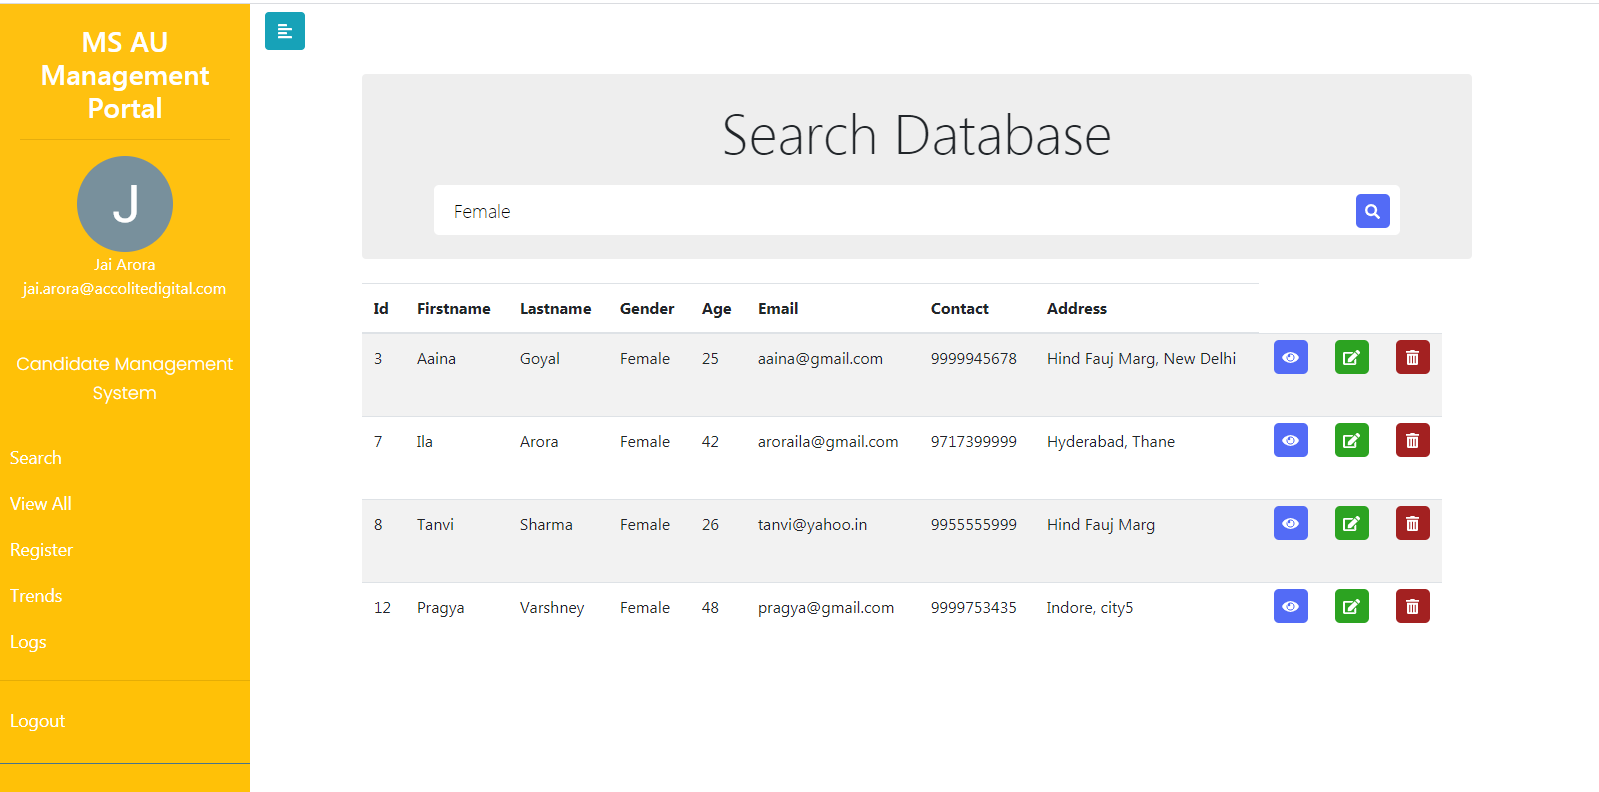 MS AU
Management
Portal
J
Jai Arora
jai.arora@accolitedigital.com
Candidate Management
System
Search
View All
Register
Trends
Logs
Logout
Search Database
Female
Id Firstname Lastname Gender Age Email Contact Address
3 Aaina Goyal Female 25 aaina@gmail.com 9999945678 Hind Fauj Marg, New Delhi
7 Ila Arora Female 42 aroraila@gmail.com 9717399999 Hyderabad, Thane
8 Tanvi Sharma Female 26 tanvi@yahoo.in 9955555999 Hind Fauj Marg
12 Pragya Varshney Female 48 pragya@gmail.com 9999753435 Indore, city5